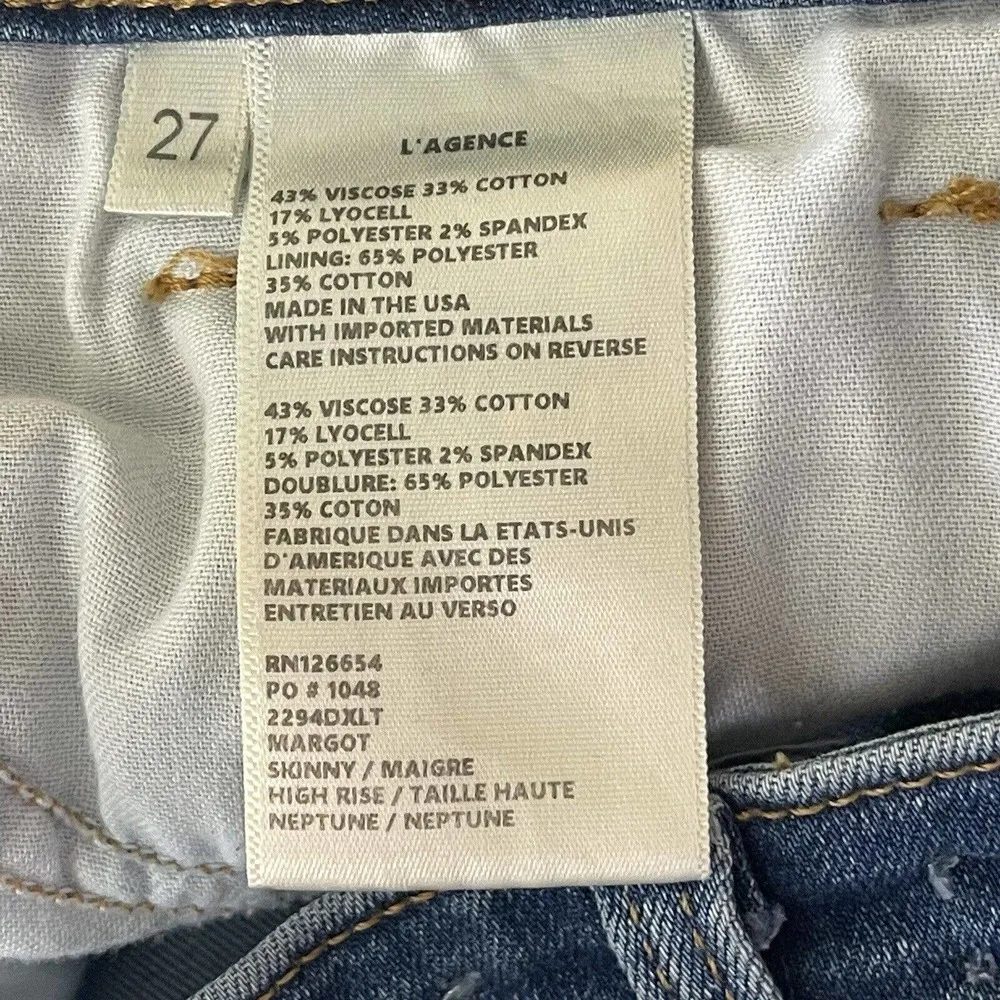 27
L'AGENCE
43% VISCOSE 33% COTTON
17% LYOCELL
5% POLYESTER 2% SPANDEX
LINING: 65% POLYESTER
35% COTTON
MADE IN THE USA
WITH IMPORTED MATERIALS
CARE INSTRUCTIONS ON REVERSE
43% VISCOSE 33% COTTON
17% LYOCELL
5% POLYESTER 2% SPANDEX
DOUBLURE: 65% POLYESTER
35% COTON
FABRIQUE DANS LA ETATS-UNIS
D'AMERIQUE AVEC DES
MATERIAUX IMPORTES
ENTRETIEN AU VERSO
RN126654
PO # 1048
2294DXLT
MARGOT
SKINNY / MAIGRE
HIGH RISE / TAILLE HAUTE
NEPTUNE / NEPTUNE